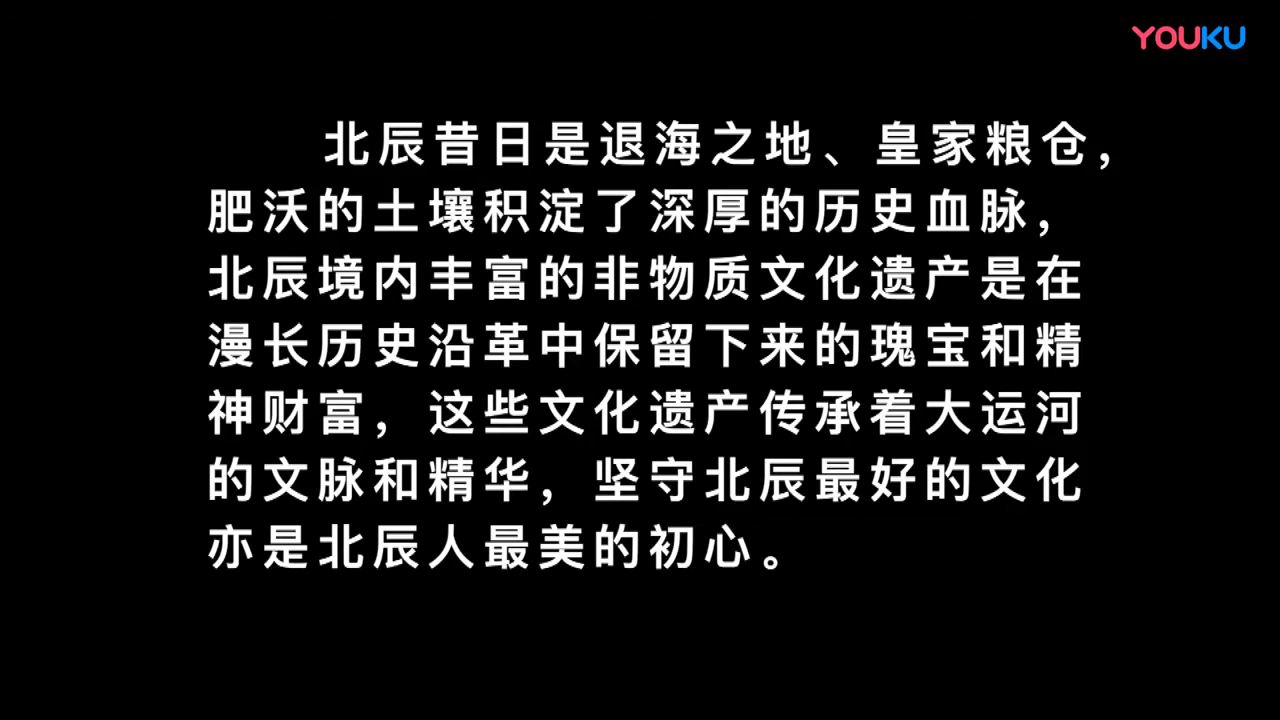 YOUKU
北辰昔日是退海之地、皇家粮仓，
肥沃的土壤积淀了深厚的历史血脉，
北辰境内丰富的非物质文化遗产是在
漫长历史沿革中保留下来的瑰宝和精
神财富，这些文化遗产传承着大运河
的文脉和精华，坚守北辰最好的文化
亦是北辰人最美的初心。